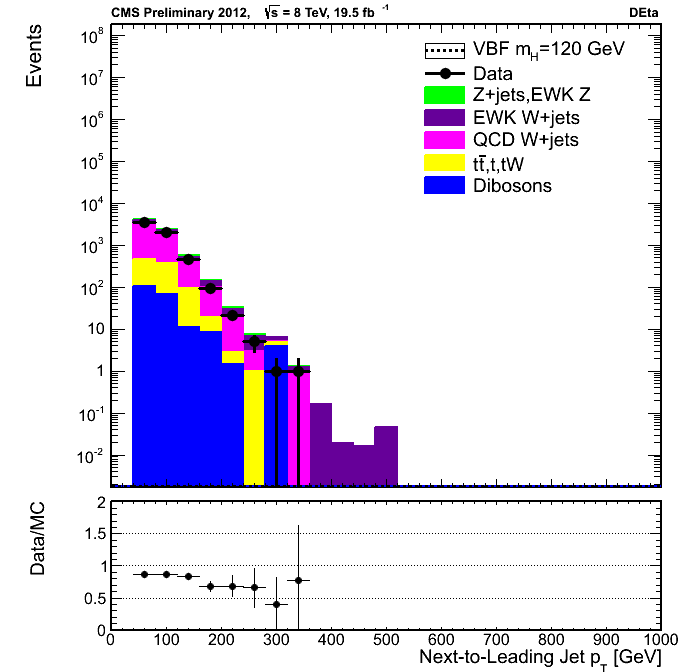 CMS Preliminary 2012, √s = 8 TeV, 19.5 fb⁻¹ DEta
Events
10⁸
10⁷
10⁶
10⁵
10⁴
10³
10²
10
1
10⁻¹
10⁻²
VBF m_H=120 GeV
Data
Z+jets,EWK Z
EWK W+jets
QCD W+jets
tt̄,t,tW
Dibosons
Data/MC
2
1.5
1
0.5
0
0 100 200 300 400 500 600 700 800 900 1000
Next-to-Leading Jet p_T [GeV]